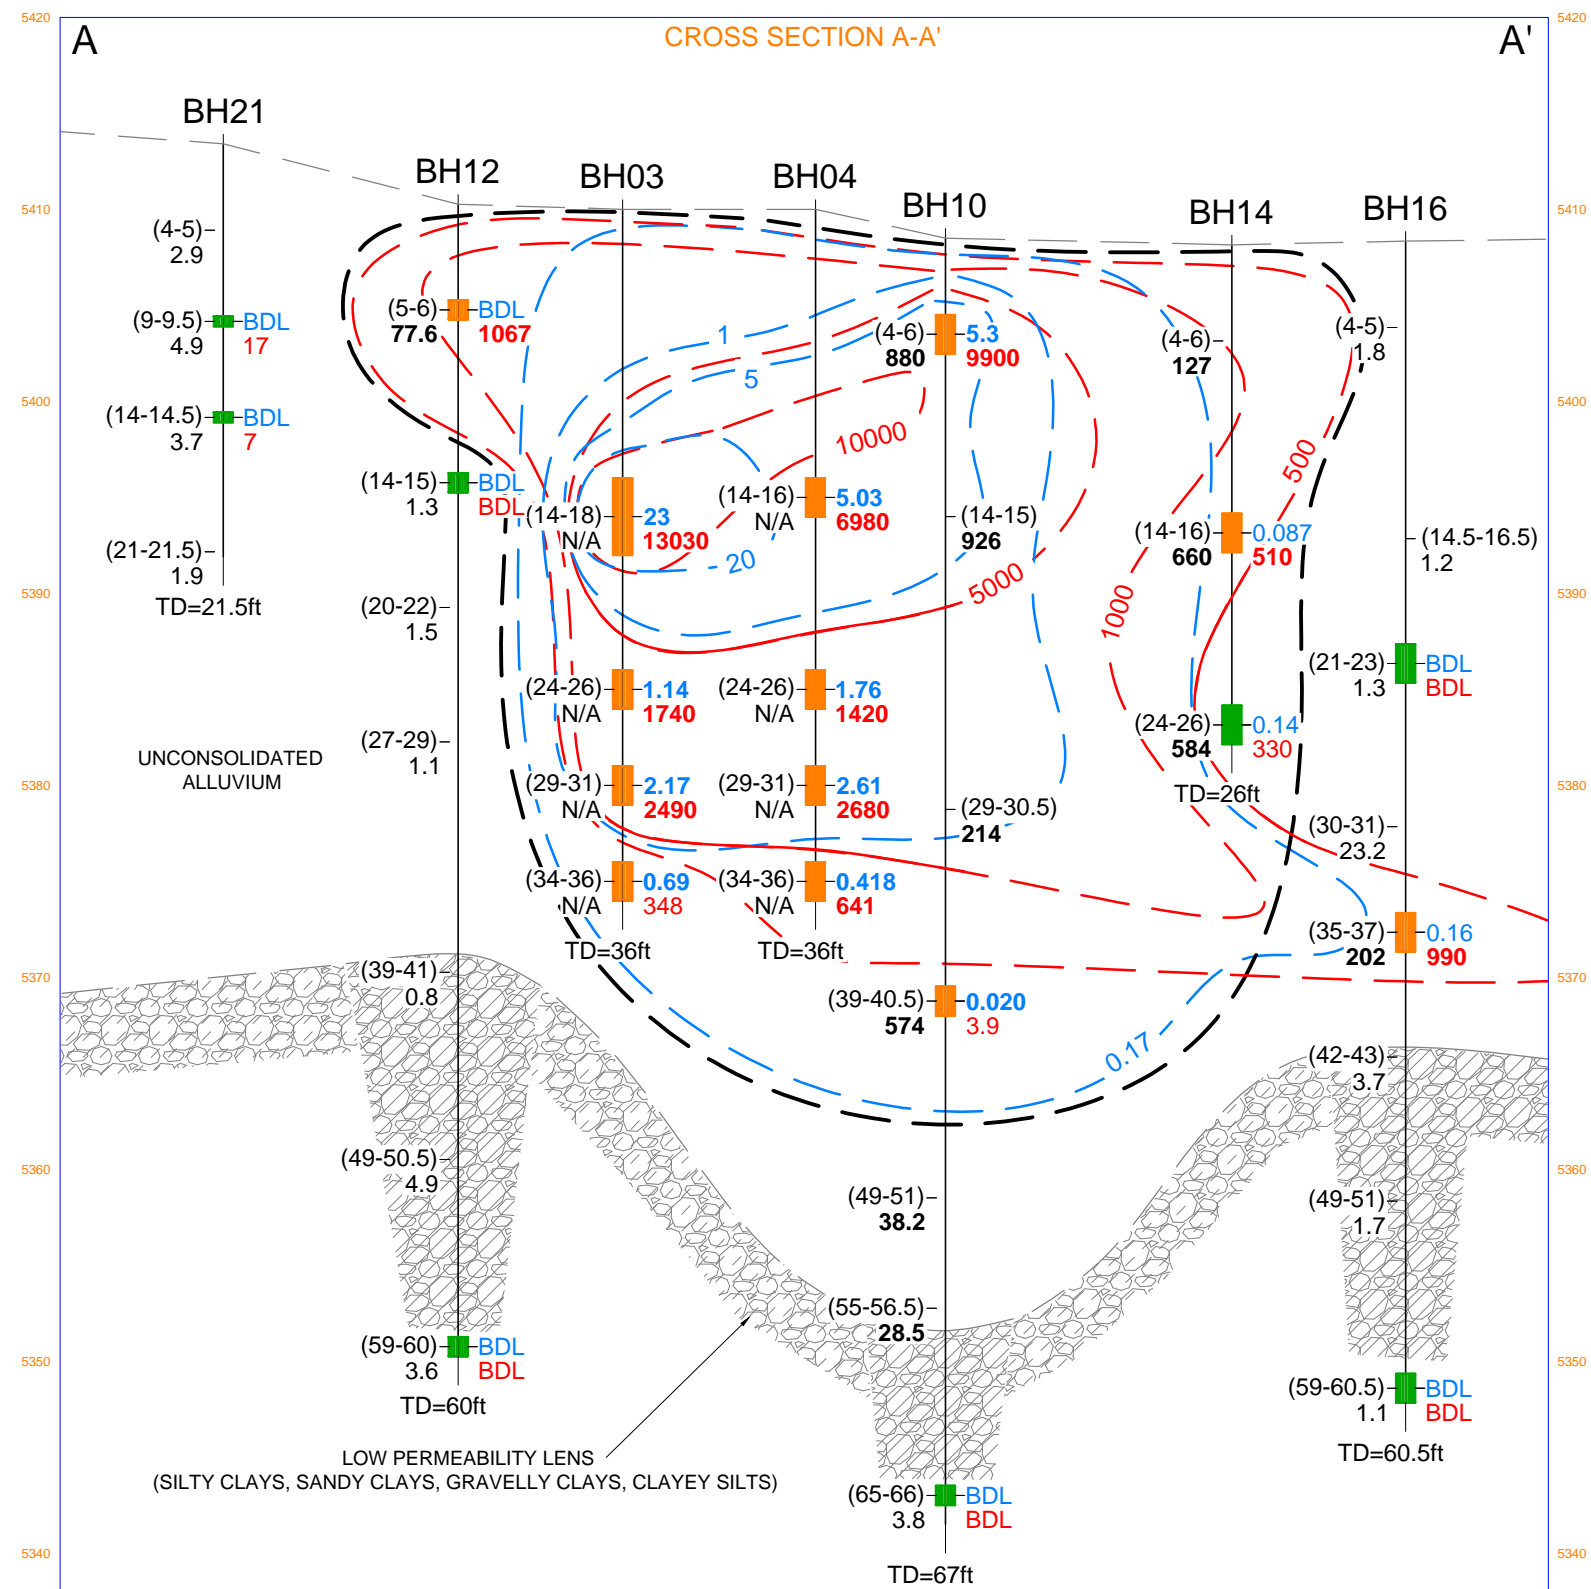 5420
5420
A
CROSS SECTION A-A'
A'
BH21
(4-5)
2.9
(9-9.5) BDL
4.9 17
(14-14.5) BDL
3.7 7
(21-21.5)
1.9
TD=21.5ft
BH12
(5-6) BDL
77.6 1067
(14-15) BDL
1.3 BDL
(20-22)
1.5
(27-29)
1.1
(39-41)
0.8
(49-50.5)
4.9
(59-60) BDL
3.6 BDL
TD=60ft
BH03
(14-18) 23
N/A 13030
(24-26) 1.14
N/A 1740
(29-31) 2.17
N/A 2490
(34-36) 0.69
N/A 348
TD=36ft
BH04
(14-16) 5.03
N/A 6980
(24-26) 1.76
N/A 1420
(29-31) 2.61
N/A 2680
(34-36) 0.418
N/A 641
TD=36ft
BH10
(4-6) 5.3
880 9900
(14-15)
926
(29-30.5)
214
(39-40.5) 0.020
574 3.9
(49-51)
38.2
(55-56.5)
28.5
(65-66) BDL
3.8 BDL
TD=67ft
BH14
(4-6)
127
(14-16) 0.087
660 510
(24-26) 0.14
584 330
TD=26ft
BH16
(4-5)
1.8
(14.5-16.5)
1.2
(21-23) BDL
1.3 BDL
(30-31)
23.2
(35-37) 0.16
202 990
(42-43)
3.7
(49-51)
1.7
(59-60.5) BDL
1.1 BDL
TD=60.5ft
1
5
20
10000
5000
1000
500
0.17
UNCONSOLIDATED
ALLUVIUM
LOW PERMEABILITY LENS
(SILTY CLAYS, SANDY CLAYS, GRAVELLY CLAYS, CLAYEY SILTS)
5410
5400
5390
5380
5370
5360
5350
5340
5410
5400
5390
5380
5370
5360
5350
5340